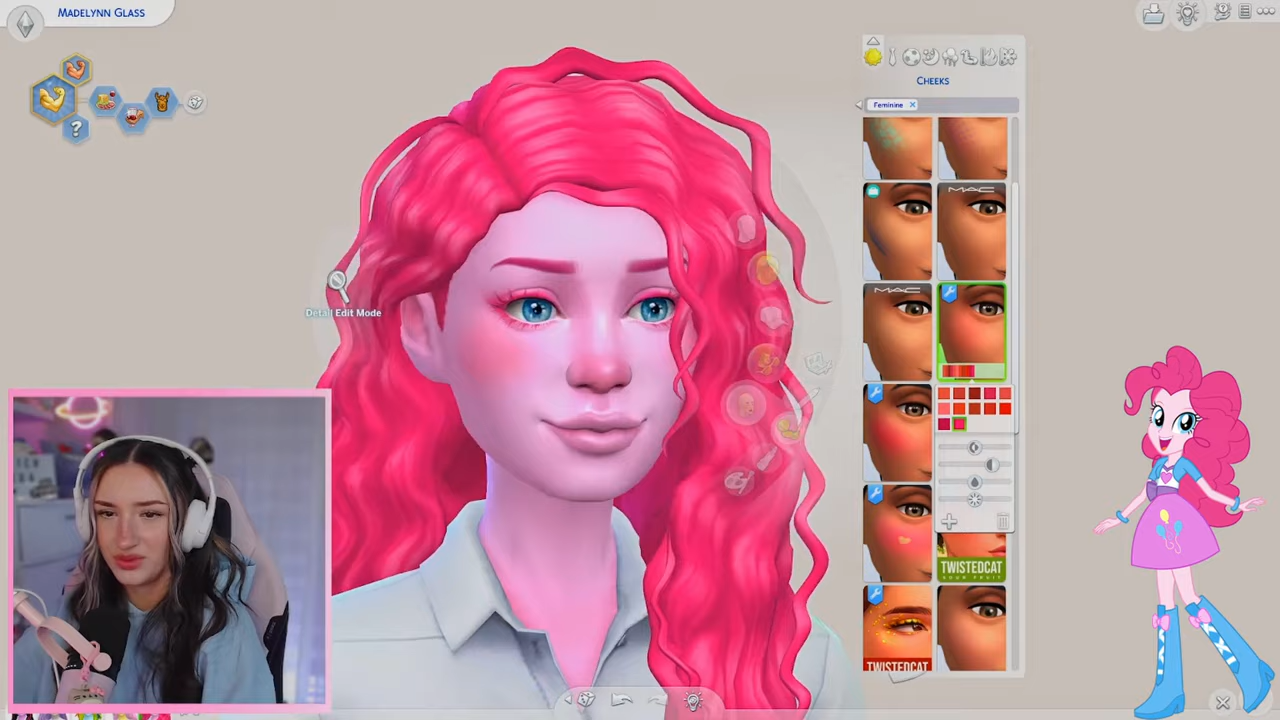 Madelynn Glass
Cheeks
Feminine
MAC
MAC
Detail Edit Mode
TWISTEDCAT
TWISTEDCAT